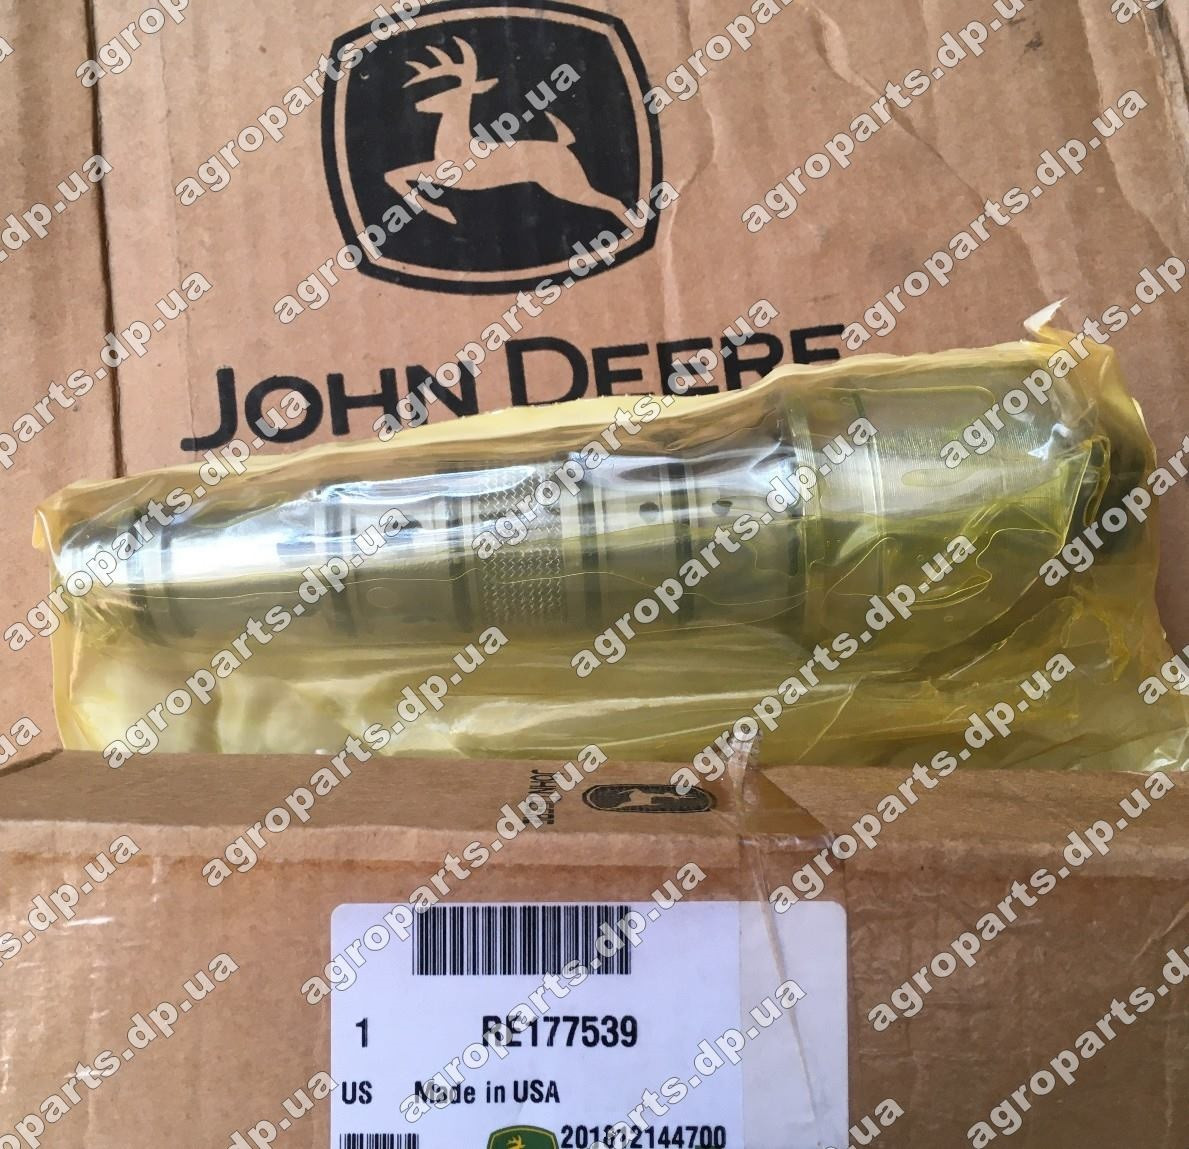 JOHN DEERE
1 RE177539
US Made in USA
201812144700
agroparts.dp.ua